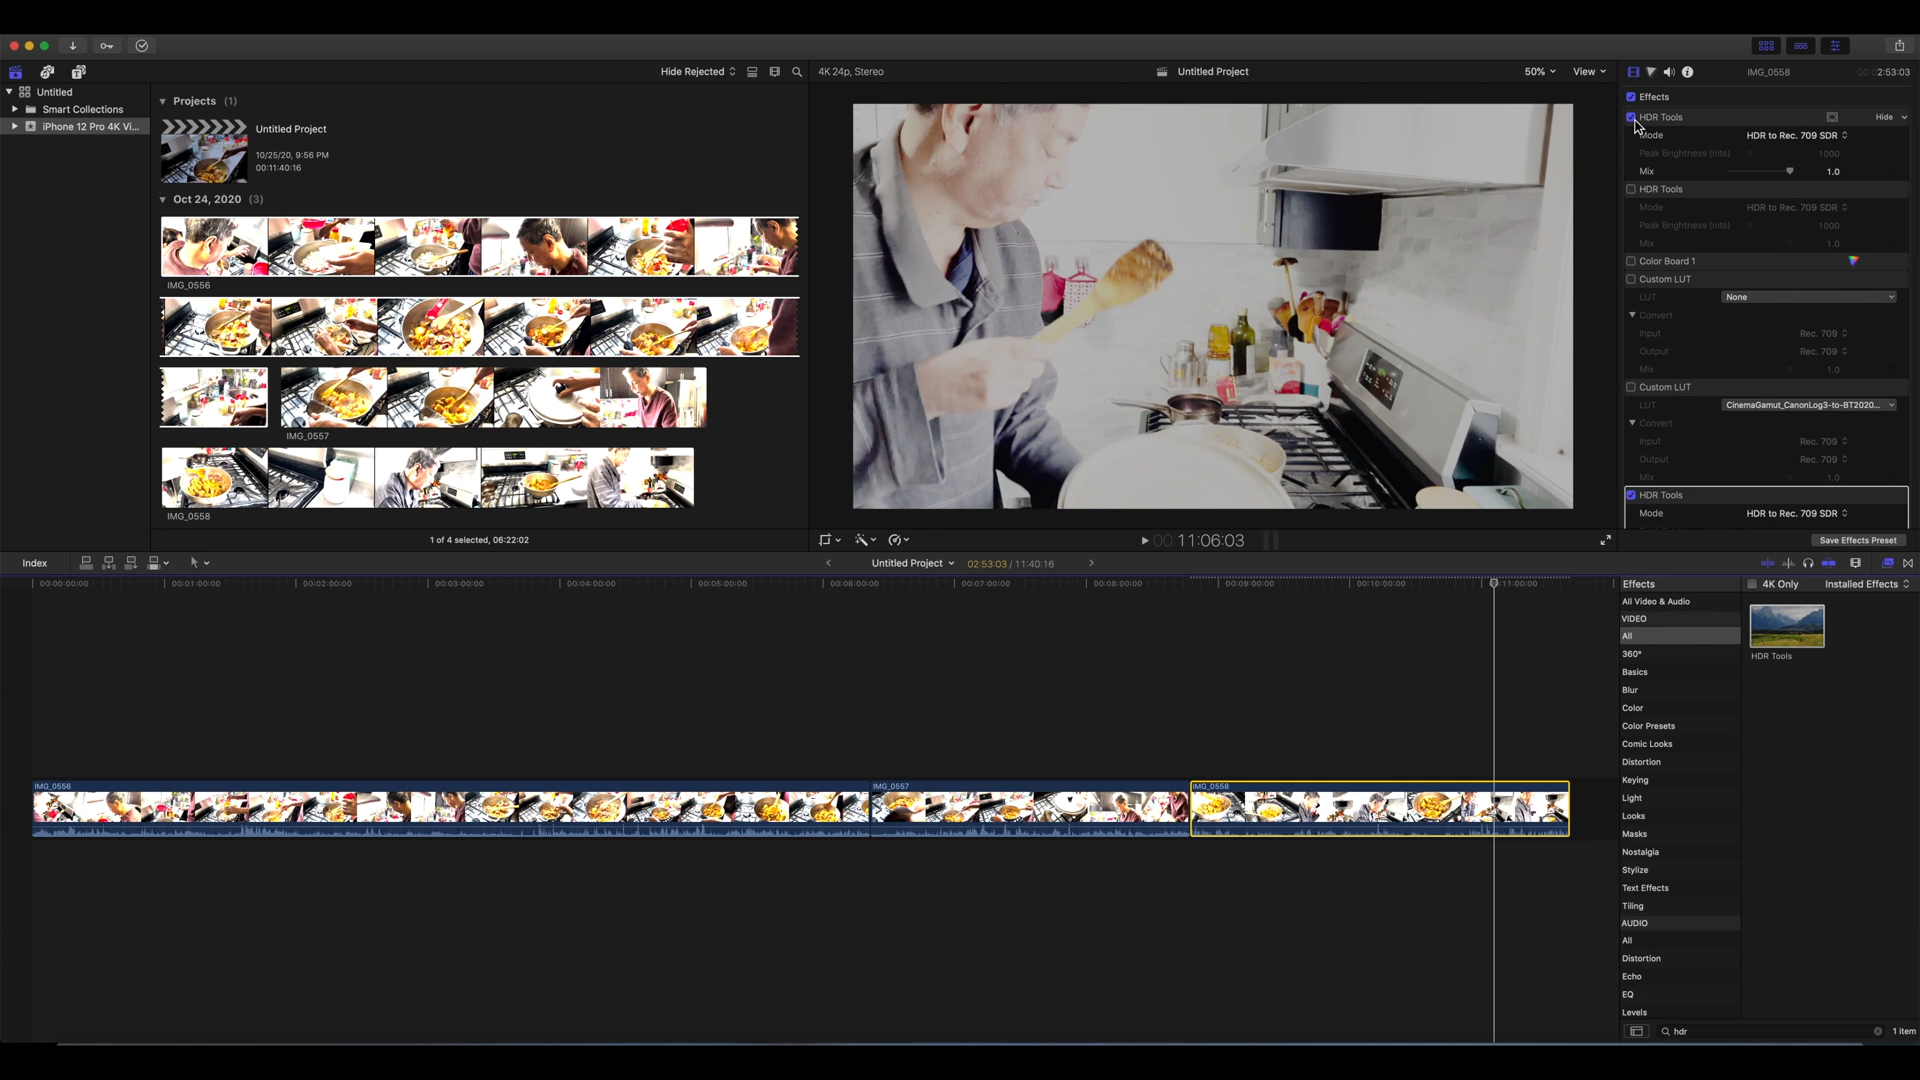 Hide Rejected
4K 24p, Stereo
Untitled Project
50%
View
IMG_0558
00:02:53:03
Untitled
Smart Collections
iPhone 12 Pro 4K Vi...
Projects (1)
Untitled Project
10/25/20, 9:56 PM
00:11:40:16
Oct 24, 2020 (3)
IMG_0556
IMG_0557
IMG_0558
1 of 4 selected, 06:22:02
Effects
HDR Tools
Hide
Mode
HDR to Rec. 709 SDR
Peak Brightness (nits)
1000
Mix
1.0
HDR Tools
Mode
HDR to Rec. 709 SDR
Peak Brightness (nits)
1000
Mix
1.0
Color Board 1
Custom LUT
LUT
None
Convert
Input
Rec. 709
Output
Rec. 709
Mix
1.0
Custom LUT
LUT
CinemaGamut_CanonLog3-to-BT2020...
Convert
Input
Rec. 709
Output
Rec. 709
Mix
1.0
HDR Tools
Mode
HDR to Rec. 709 SDR
Save Effects Preset
00:11:06:03
Index
Untitled Project
02:53:03 / 11:40:16
00:00:00:00
00:01:00:00
00:02:00:00
00:03:00:00
00:04:00:00
00:05:00:00
00:06:00:00
00:07:00:00
00:08:00:00
00:09:00:00
00:10:00:00
00:11:00:00
IMG_0556
IMG_0557
IMG_0558
Effects
4K Only
Installed Effects
All Video & Audio
VIDEO
All
360°
Basics
Blur
Color
Color Presets
Comic Looks
Distortion
Keying
Light
Looks
Masks
Nostalgia
Stylize
Text Effects
Tiling
AUDIO
All
Distortion
Echo
EQ
Levels
HDR Tools
hdr
1 item